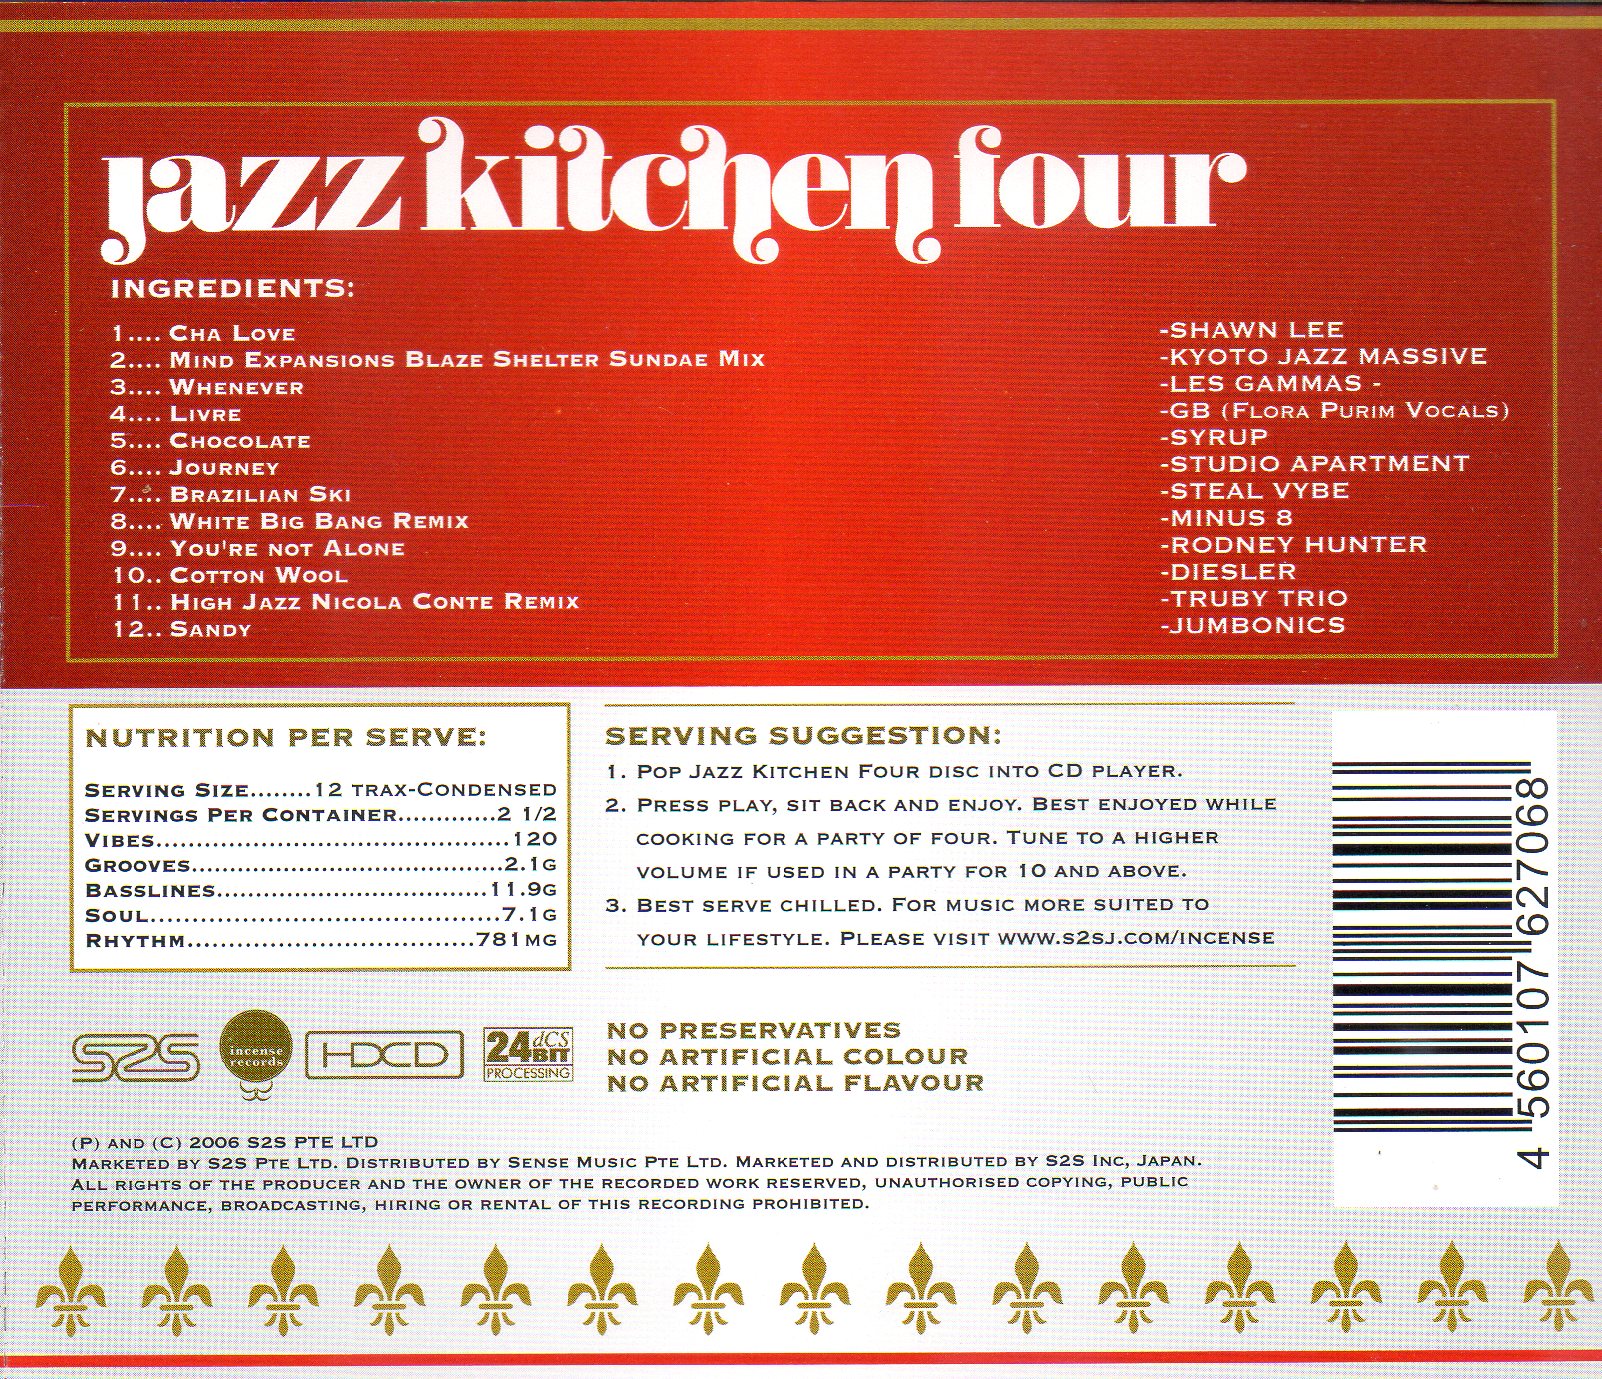 jazz kitchen four
INGREDIENTS:
1.... CHA LOVE -SHAWN LEE
2.... MIND EXPANSIONS BLAZE SHELTER SUNDAE MIX -KYOTO JAZZ MASSIVE
3.... WHENEVER -LES GAMMAS -
4.... LIVRE -GB (FLORA PURIM VOCALS)
5.... CHOCOLATE -SYRUP
6.... JOURNEY -STUDIO APARTMENT
7.... BRAZILIAN SKI -STEAL VYBE
8.... WHITE BIG BANG REMIX -MINUS 8
9.... YOU'RE NOT ALONE -RODNEY HUNTER
10.. COTTON WOOL -DIESLER
11.. HIGH JAZZ NICOLA CONTE REMIX -TRUBY TRIO
12.. SANDY -JUMBONICS
NUTRITION PER SERVE:
SERVING SIZE........12 TRAX-CONDENSED
SERVINGS PER CONTAINER............2 1/2
VIBES..........................................120
GROOVES.....................................2.1G
BASSLINES................................11.9G
SOUL.........................................7.1G
RHYTHM..................................781MG
SERVING SUGGESTION:
1. POP JAZZ KITCHEN FOUR DISC INTO CD PLAYER.
2. PRESS PLAY, SIT BACK AND ENJOY. BEST ENJOYED WHILE
COOKING FOR A PARTY OF FOUR. TUNE TO A HIGHER
VOLUME IF USED IN A PARTY FOR 10 AND ABOVE.
3. BEST SERVE CHILLED. FOR MUSIC MORE SUITED TO
YOUR LIFESTYLE. PLEASE VISIT WWW.S2SJ.COM/INCENSE
4 560107 627068
S2S
incense
records
HDCD
24 dCS
BIT
PROCESSING
NO PRESERVATIVES
NO ARTIFICIAL COLOUR
NO ARTIFICIAL FLAVOUR
(P) AND (C) 2006 S2S PTE LTD
MARKETED BY S2S PTE LTD. DISTRIBUTED BY SENSE MUSIC PTE LTD. MARKETED AND DISTRIBUTED BY S2S INC, JAPAN.
ALL RIGHTS OF THE PRODUCER AND THE OWNER OF THE RECORDED WORK RESERVED, UNAUTHORISED COPYING, PUBLIC
PERFORMANCE, BROADCASTING, HIRING OR RENTAL OF THIS RECORDING PROHIBITED.